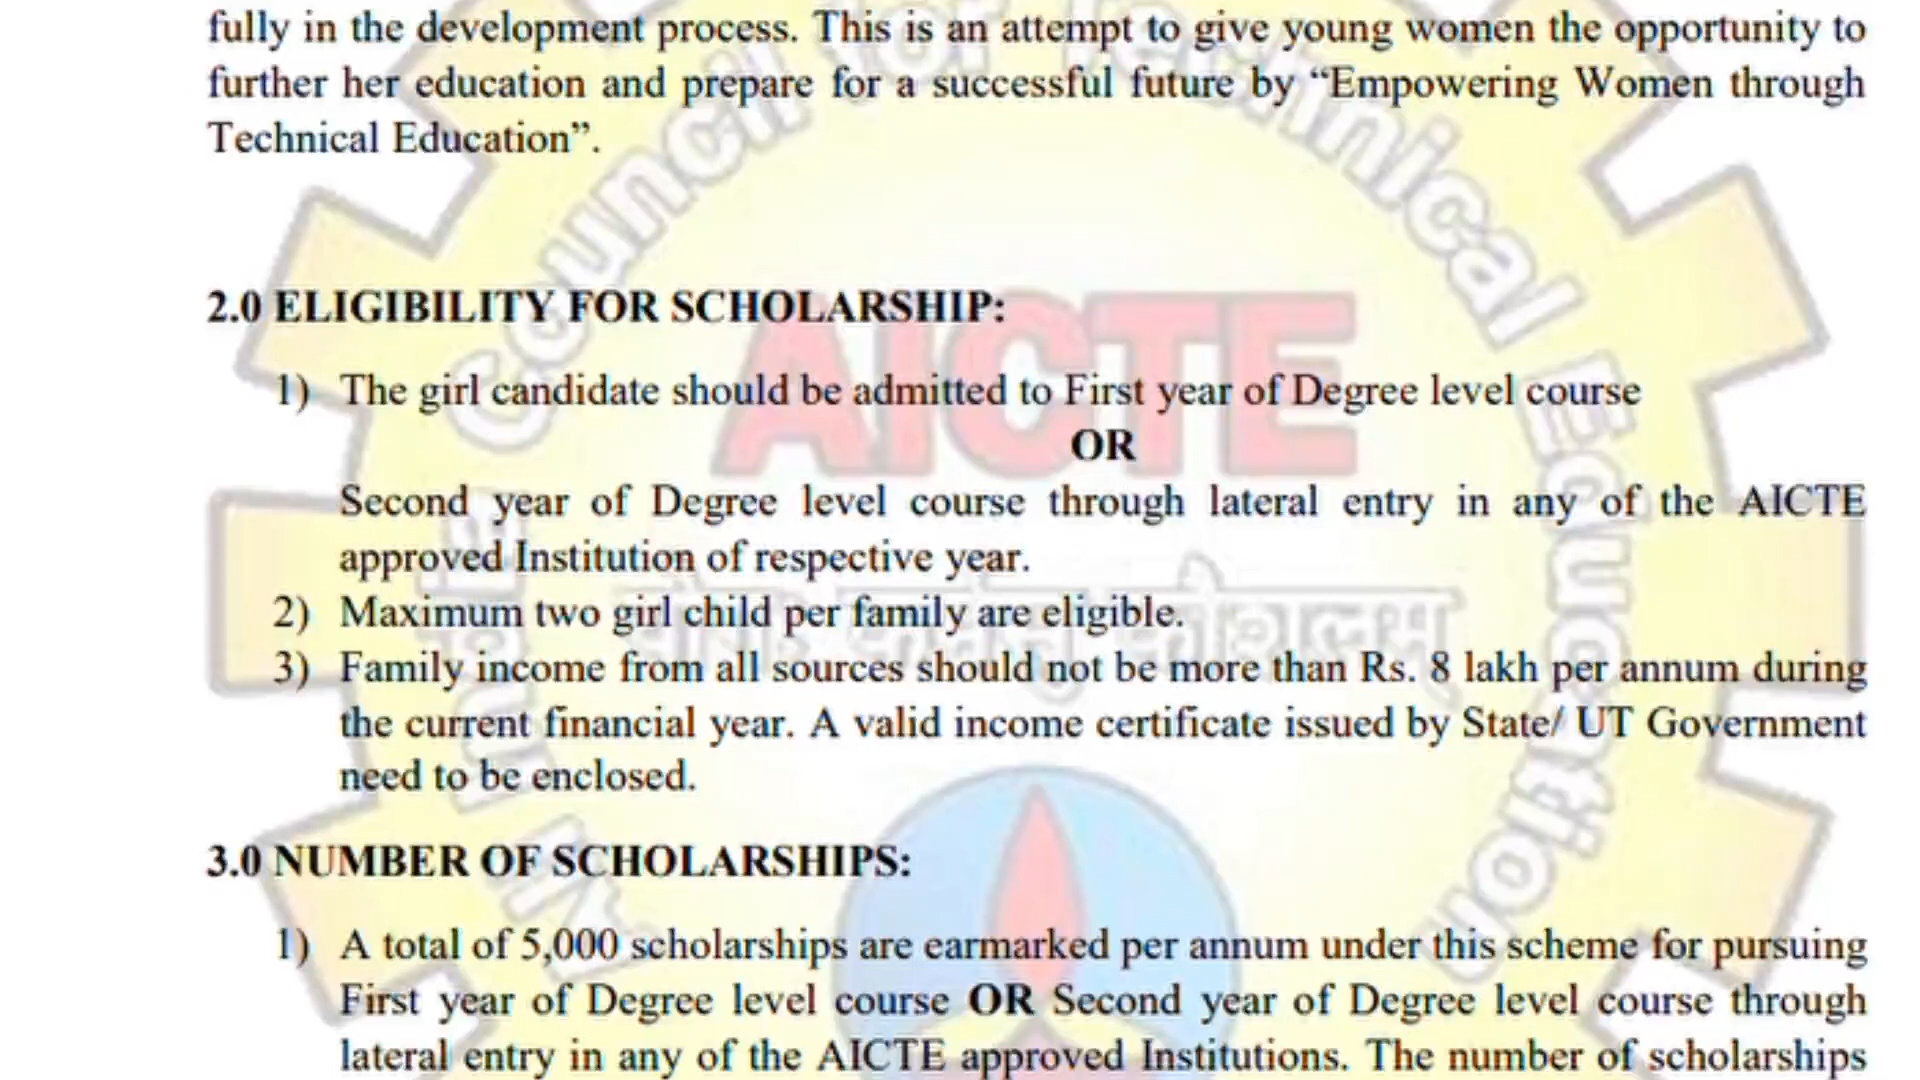 fully in the development process. This is an attempt to give young women the opportunity to
further her education and prepare for a successful future by “Empowering Women through
Technical Education”.
2.0 ELIGIBILITY FOR SCHOLARSHIP:
1) The girl candidate should be admitted to First year of Degree level course
OR
Second year of Degree level course through lateral entry in any of the AICTE
approved Institution of respective year.
2) Maximum two girl child per family are eligible.
3) Family income from all sources should not be more than Rs. 8 lakh per annum during
the current financial year. A valid income certificate issued by State/ UT Government
need to be enclosed.
3.0 NUMBER OF SCHOLARSHIPS:
1) A total of 5,000 scholarships are earmarked per annum under this scheme for pursuing
First year of Degree level course OR Second year of Degree level course through
lateral entry in any of the AICTE approved Institutions. The number of scholarships
All India Council for Technical Education
AICTE